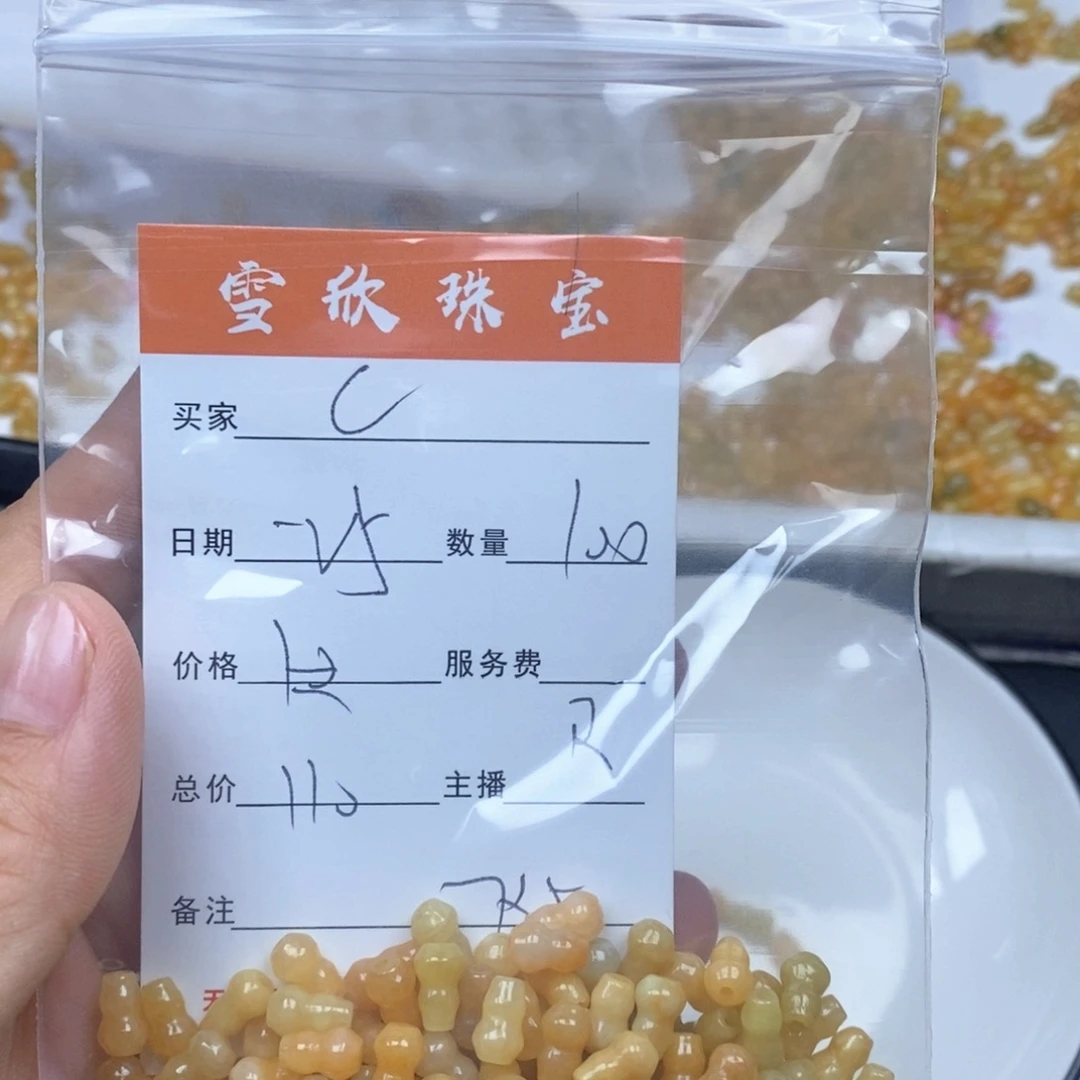 雪欣珠宝
买家 C
日期 数量 100
价格 服务费
总价 110 主播 R
备注